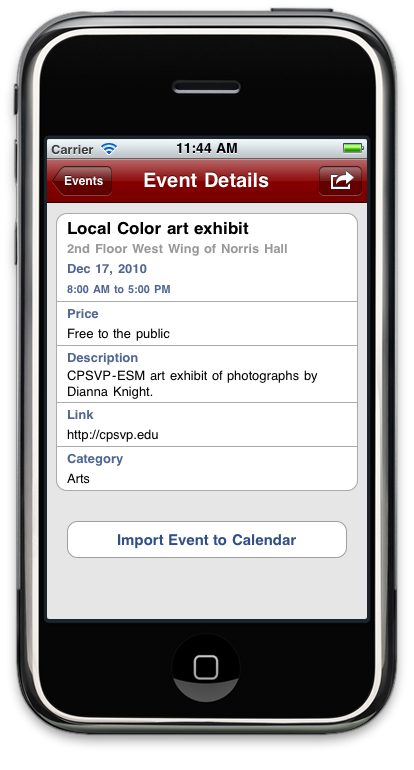 Carrier 11:44 AM
Events Event Details
Local Color art exhibit
2nd Floor West Wing of Norris Hall
Dec 17, 2010
8:00 AM to 5:00 PM
Price
Free to the public
Description
CPSVP-ESM art exhibit of photographs by
Dianna Knight.
Link
http://cpsvp.edu
Category
Arts
Import Event to Calendar